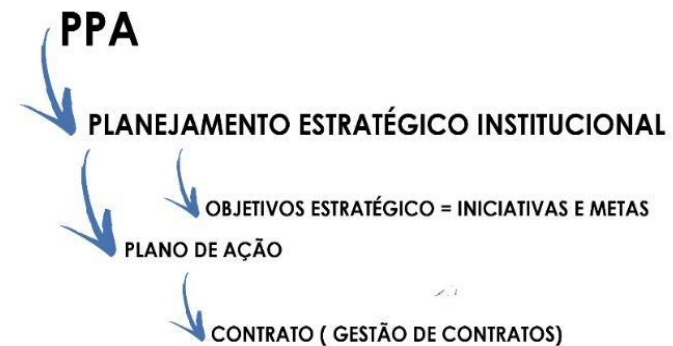 PPA
PLANEJAMENTO ESTRATÉGICO INSTITUCIONAL
OBJETIVOS ESTRATÉGICO = INICIATIVAS E METAS
PLANO DE AÇÃO
CONTRATO ( GESTÃO DE CONTRATOS)